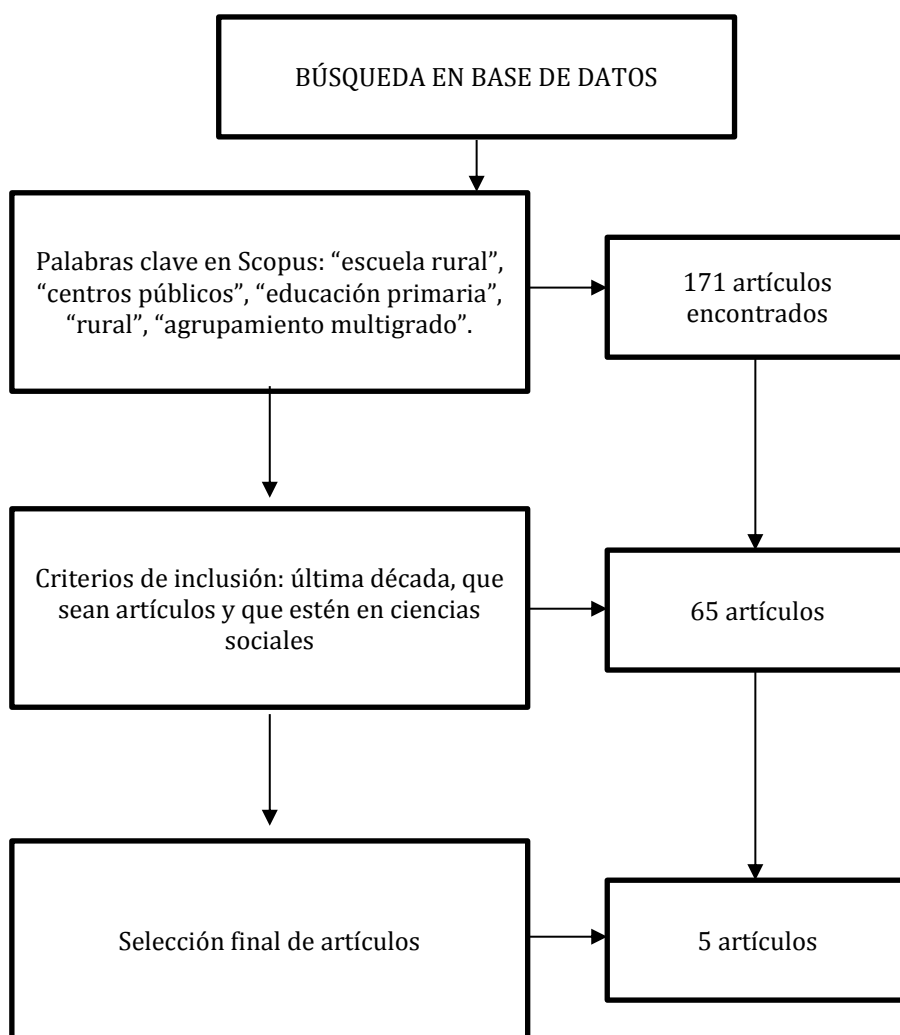 BÚSQUEDA EN BASE DE DATOS
Palabras clave en Scopus: “escuela rural”,
“centros públicos”, “educación primaria”,
“rural”, “agrupamiento multigrado”.
171 artículos
encontrados
Criterios de inclusión: última década, que
sean artículos y que estén en ciencias
sociales
65 artículos
Selección final de artículos
5 artículos